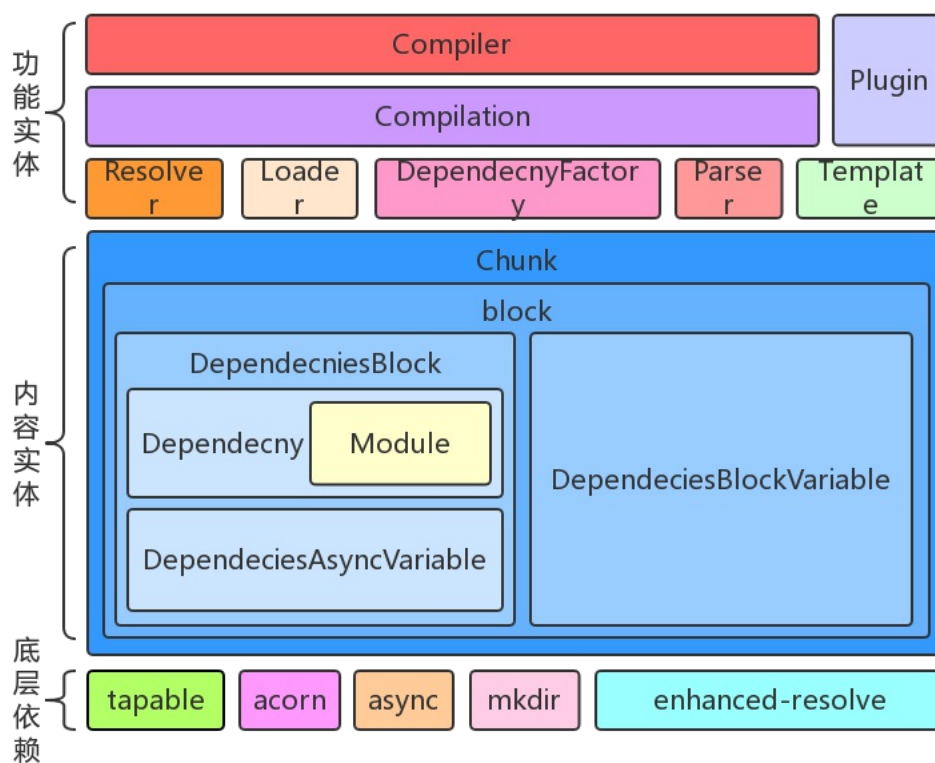 功能实体
Compiler
Plugin
Compilation
Resolve
r
Loade
r
DependecnyFactor
y
Parse
r
Templat
e
内容实体
Chunk
block
DependecniesBlock
Dependecny
Module
DependeciesAsyncVariable
DependeciesBlockVariable
底层依赖
tapable
acorn
async
mkdir
enhanced-resolve